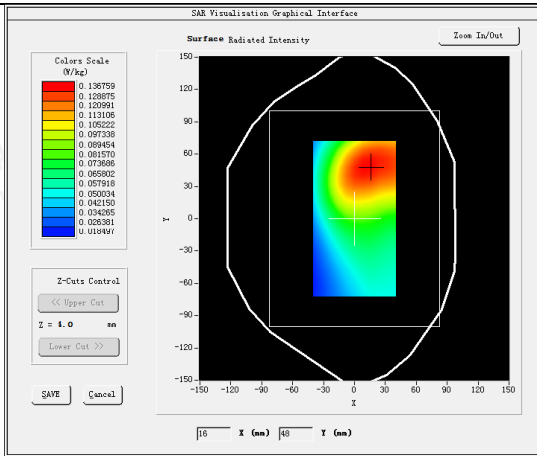 SAR Visualisation Graphical Interface
Surface Radiated Intensity
Zoom In/Out
Colors Scale
(W/kg)
0.136759
0.128875
0.120991
0.113106
0.105222
0.097338
0.089454
0.081570
0.073686
0.065802
0.057918
0.050034
0.042150
0.034265
0.026381
0.018497
Z-Cuts Control
<< Upper Cut
Z = 4.0 mm
Lower Cut >>
SAVE Cancel
150
120
90
60
30
0
-30
-60
-90
-120
-150
Y
-150 -120 -90 -60 -30 0 30 60 90 120 150
X
16 X (mm) 48 Y (mm)